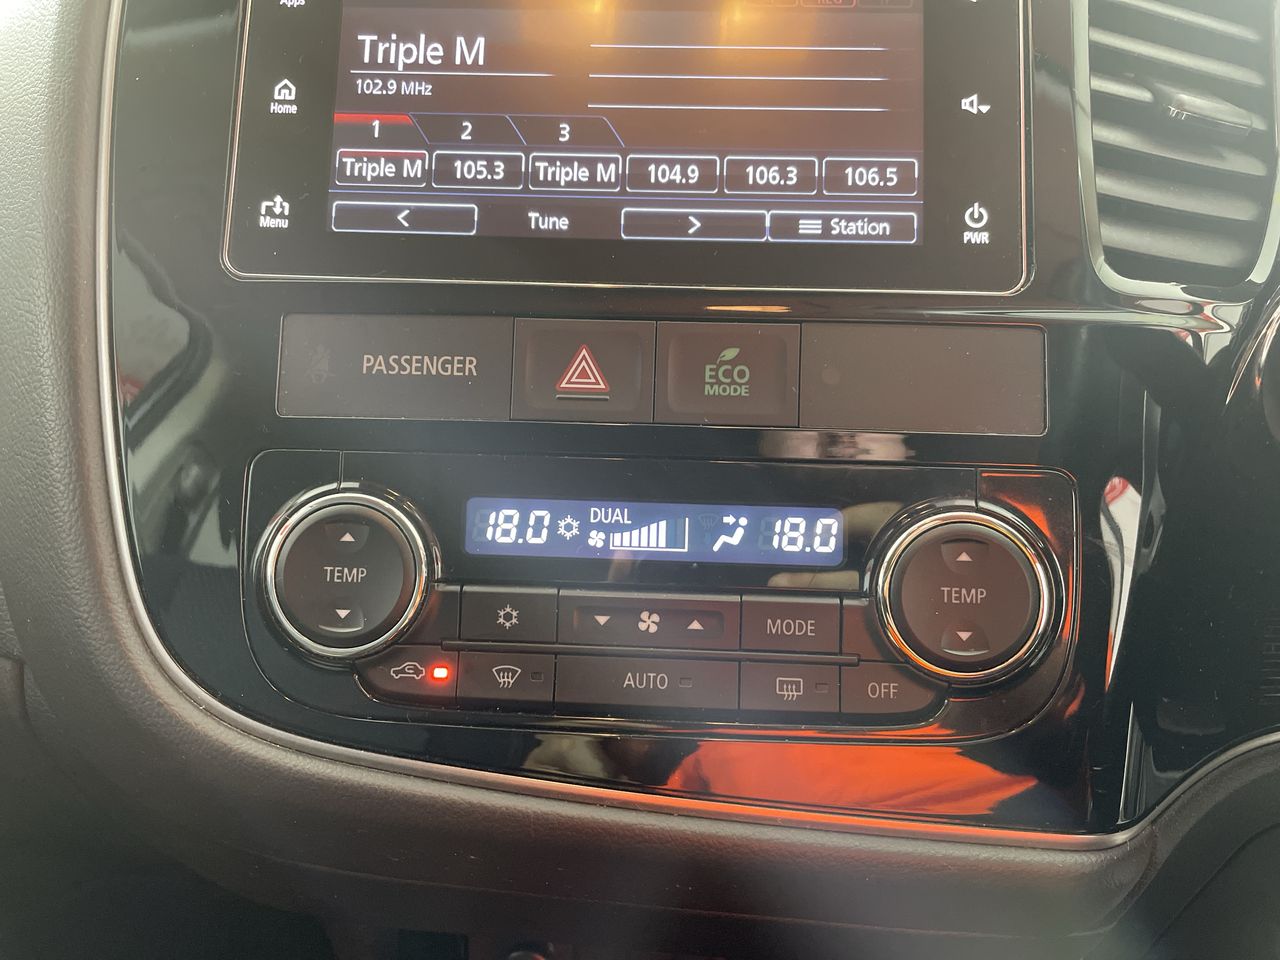 Apps
Triple M
102.9 MHz
Home
1 2 3
Triple M 105.3 Triple M 104.9 106.3 106.5
Menu
< Tune > Station
PWR
PASSENGER
ECO
MODE
DUAL
18.0 18.0
TEMP
TEMP
MODE
AUTO
OFF